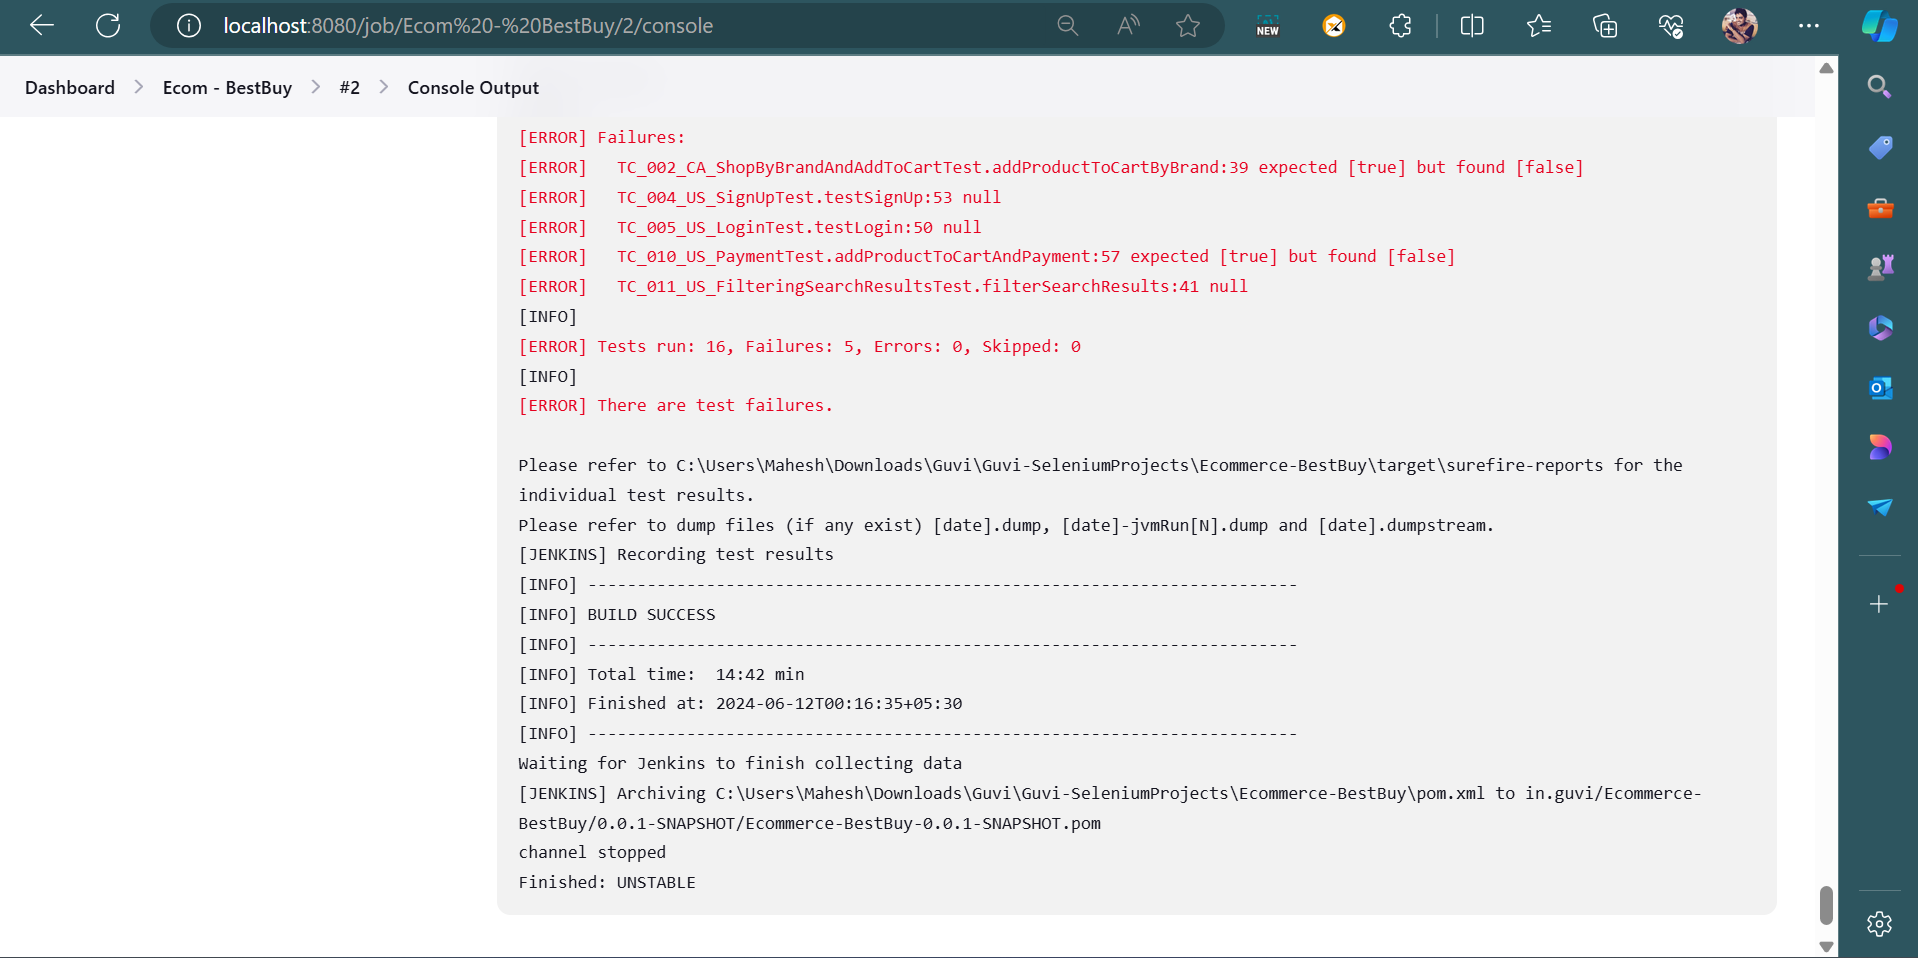 localhost:8080/job/Ecom%20-%20BestBuy/2/console
NEW
Dashboard > Ecom - BestBuy > #2 > Console Output
[ERROR] Failures:
[ERROR]   TC_002_CA_ShopByBrandAndAddToCartTest.addProductToCartByBrand:39 expected [true] but found [false]
[ERROR]   TC_004_US_SignUpTest.testSignUp:53 null
[ERROR]   TC_005_US_LoginTest.testLogin:50 null
[ERROR]   TC_010_US_PaymentTest.addProductToCartAndPayment:57 expected [true] but found [false]
[ERROR]   TC_011_US_FilteringSearchResultsTest.filterSearchResults:41 null
[INFO]
[ERROR] Tests run: 16, Failures: 5, Errors: 0, Skipped: 0
[INFO]
[ERROR] There are test failures.
Please refer to C:\Users\Mahesh\Downloads\Guvi\Guvi-SeleniumProjects\Ecommerce-BestBuy\target\surefire-reports for the
individual test results.
Please refer to dump files (if any exist) [date].dump, [date]-jvmRun[N].dump and [date].dumpstream.
[JENKINS] Recording test results
[INFO] ------------------------------------------------------------------------
[INFO] BUILD SUCCESS
[INFO] ------------------------------------------------------------------------
[INFO] Total time:  14:42 min
[INFO] Finished at: 2024-06-12T00:16:35+05:30
[INFO] ------------------------------------------------------------------------
Waiting for Jenkins to finish collecting data
[JENKINS] Archiving C:\Users\Mahesh\Downloads\Guvi\Guvi-SeleniumProjects\Ecommerce-BestBuy\pom.xml to in.guvi/Ecommerce-
BestBuy/0.0.1-SNAPSHOT/Ecommerce-BestBuy-0.0.1-SNAPSHOT.pom
channel stopped
Finished: UNSTABLE